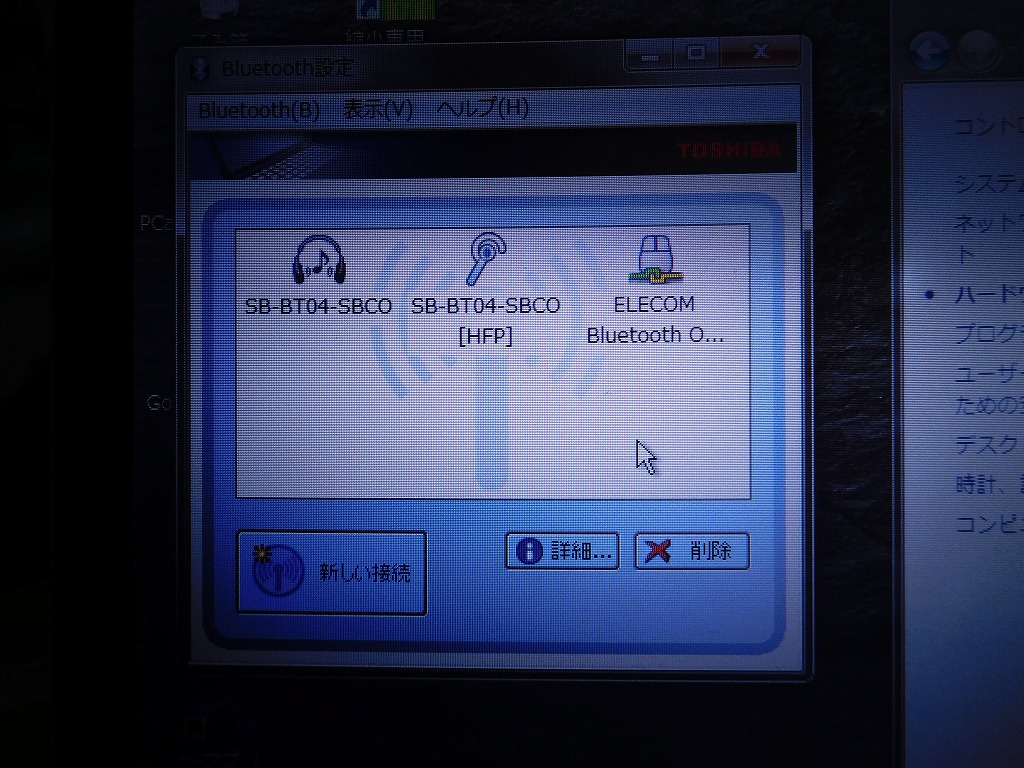 Bluetooth設定
Bluetooth(B) 表示(V) ヘルプ(H)
TOSHIBA
SB-BT04-SBCO
SB-BT04-SBCO
[HFP]
ELECOM
Bluetooth O...
新しい接続
詳細...
削除
PCa
Go
コントロ
システム
ネット
ト
ハード
プログ
ユーザー
ための
デスク
時計、
コンピ